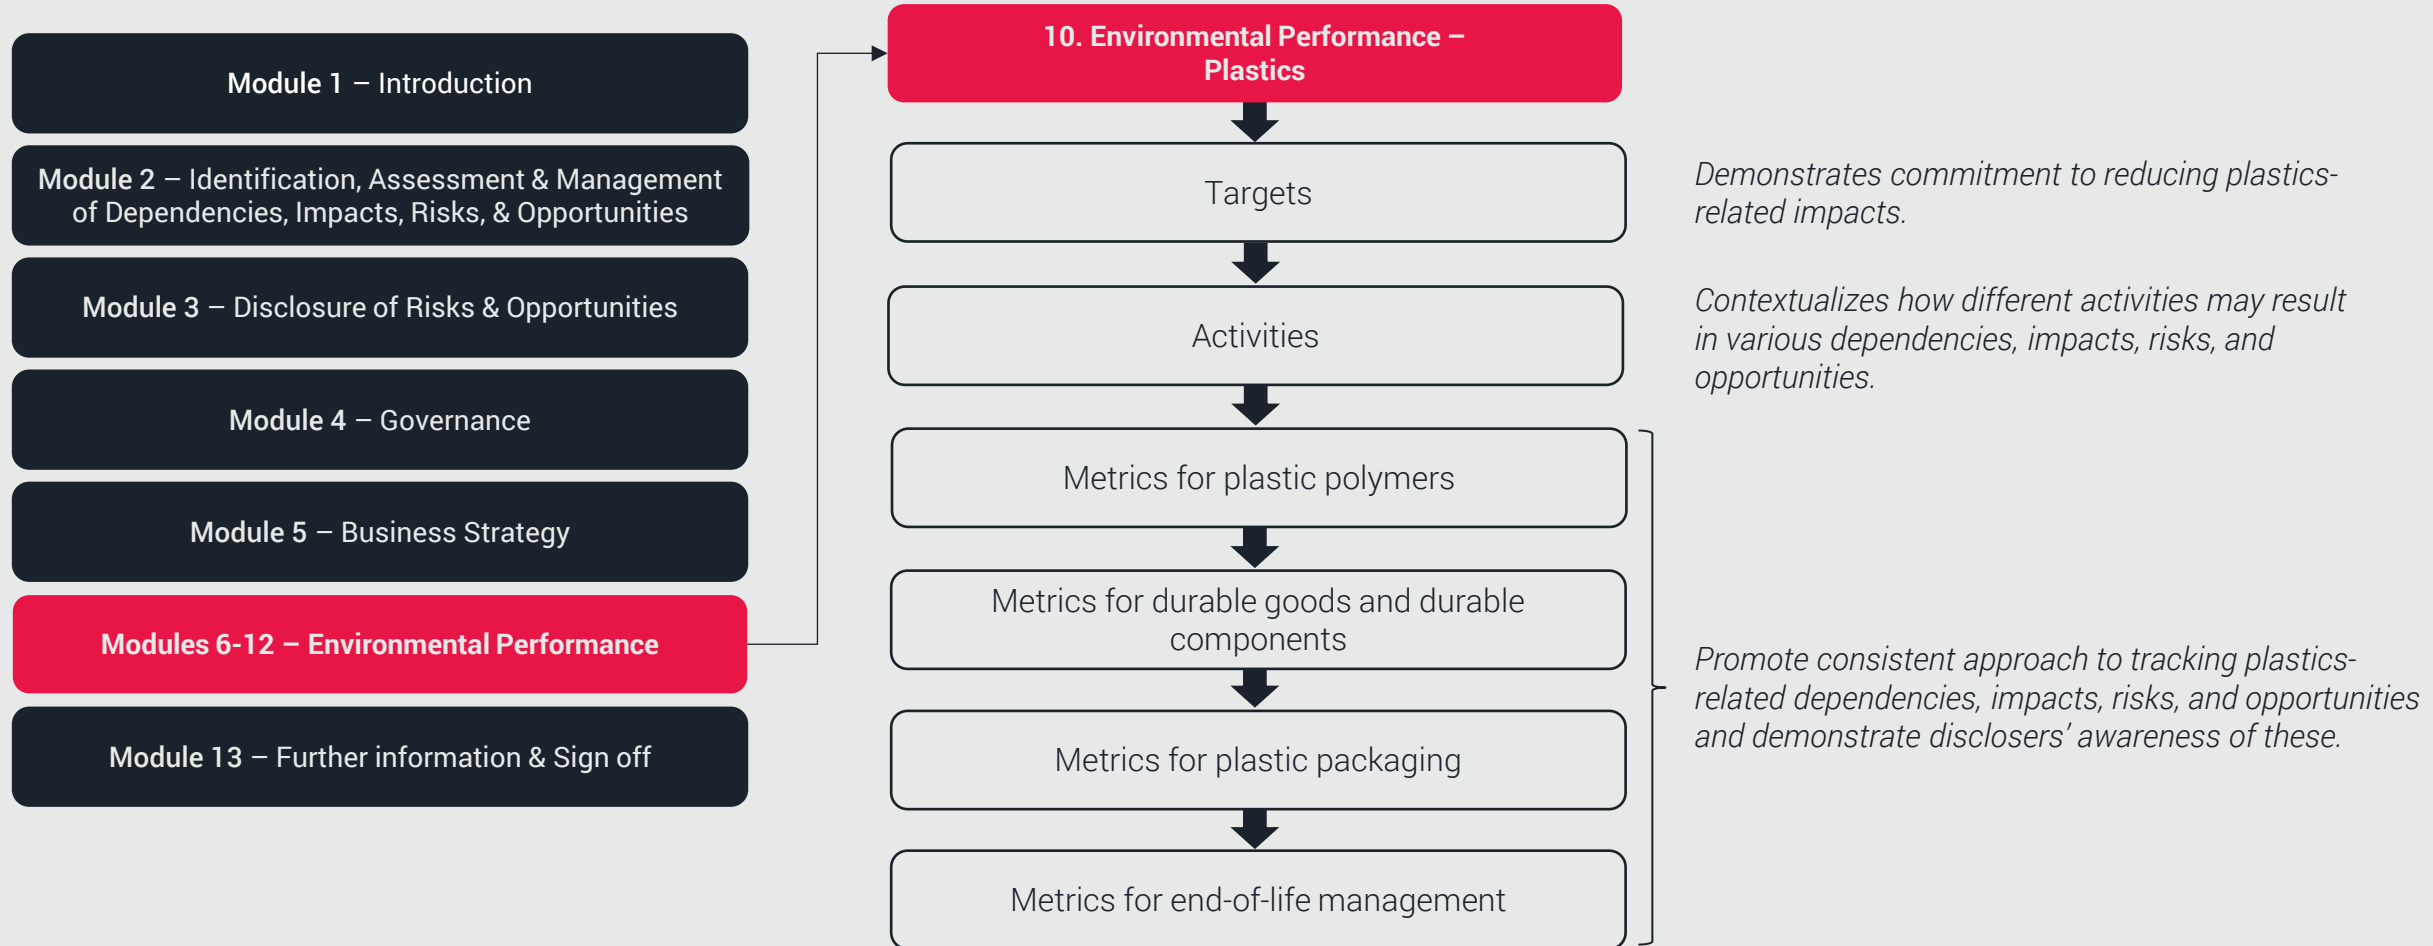 Module 1 – Introduction
Module 2 – Identification, Assessment & Management
of Dependencies, Impacts, Risks, & Opportunities
Module 3 – Disclosure of Risks & Opportunities
Module 4 – Governance
Module 5 – Business Strategy
Modules 6-12 – Environmental Performance
Module 13 – Further information & Sign off
10. Environmental Performance –
Plastics
Targets
Demonstrates commitment to reducing plastics-
related impacts.
Activities
Contextualizes how different activities may result
in various dependencies, impacts, risks, and
opportunities.
Metrics for plastic polymers
Metrics for durable goods and durable
components
Metrics for plastic packaging
Metrics for end-of-life management
Promote consistent approach to tracking plastics-
related dependencies, impacts, risks, and opportunities
and demonstrate disclosers’ awareness of these.